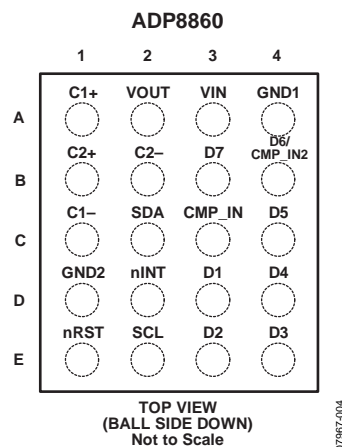 ADP8860
1 2 3 4
A
C1+ VOUT VIN GND1
B
C2+ C2– D7 D6/
CMP_IN2
C
C1– SDA CMP_IN D5
D
GND2 nINT D1 D4
E
nRST SCL D2 D3
TOP VIEW
(BALL SIDE DOWN)
Not to Scale
07967-004